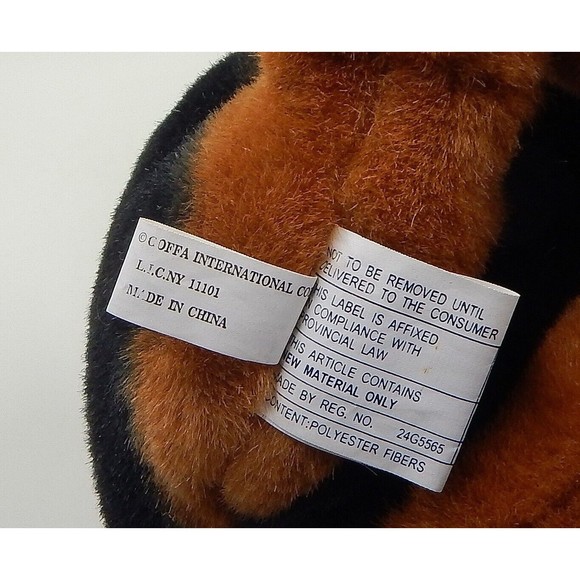 ©COFFA INTERNATIONAL CO
L.I.C.NY 11101
MADE IN CHINA
NOT TO BE REMOVED UNTIL
DELIVERED TO THE CONSUMER
THIS LABEL IS AFFIXED
IN COMPLIANCE WITH
PROVINCIAL LAW
THIS ARTICLE CONTAINS
NEW MATERIAL ONLY
MADE BY REG. NO. 24G5565
CONTENT:POLYESTER FIBERS